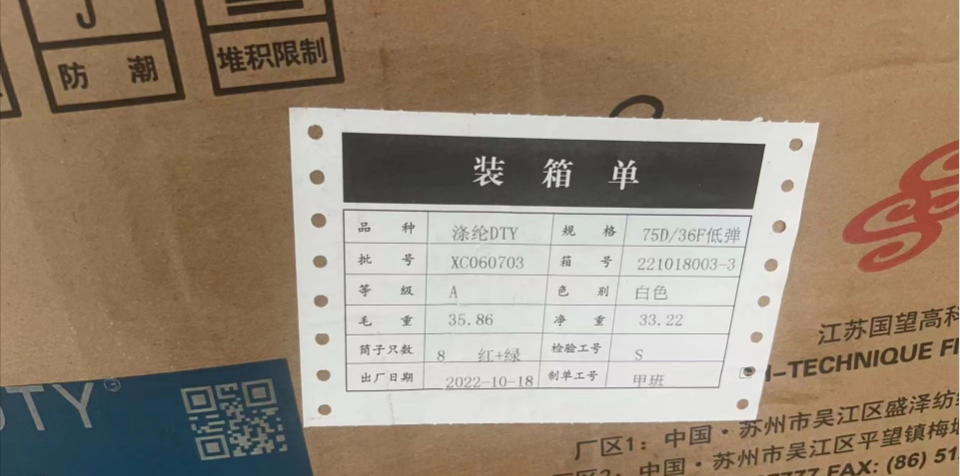 防 潮
堆积限制
装 箱 单
品 种 涤纶DTY 规 格 75D/36F低弹
批 号 XC060703 箱 号 221018003-3
等 级 A 色 别 白色
毛 重 35.86 净 重 33.22
筒子只数 8 红+绿 检验工号 S
出厂日期 2022-10-18 制单工号 甲班
DTY®
江苏国望高科
-TECHNIQUE
厂区1：中国·苏州市吴江区盛泽纺
中国·苏州市吴江区平望镇梅
FAX: (86) 51